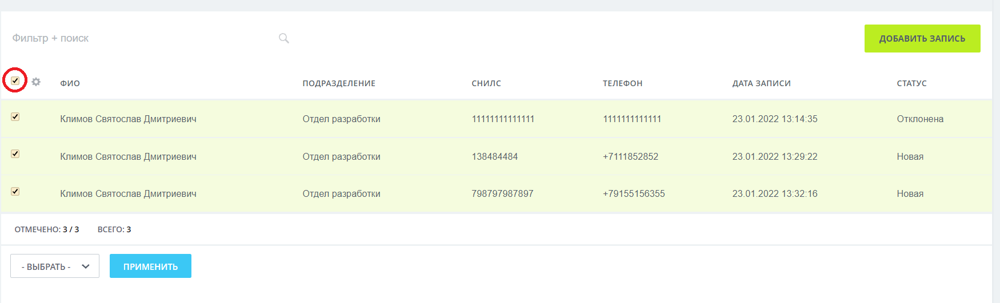 Фильтр + поиск
ДОБАВИТЬ ЗАПИСЬ
ФИО ПОДРАЗДЕЛЕНИЕ СНИЛС ТЕЛЕФОН ДАТА ЗАПИСИ СТАТУС
Климов Святослав Дмитриевич Отдел разработки 11111111111111 1111111111111 23.01.2022 13:14:35 Отклонена
Климов Святослав Дмитриевич Отдел разработки 138484484 +7111852852 23.01.2022 13:29:22 Новая
Климов Святослав Дмитриевич Отдел разработки 798797987897 +79155156355 23.01.2022 13:32:16 Новая
ОТМЕЧЕНО: 3 / 3 ВСЕГО: 3
- ВЫБРАТЬ - ПРИМЕНИТЬ